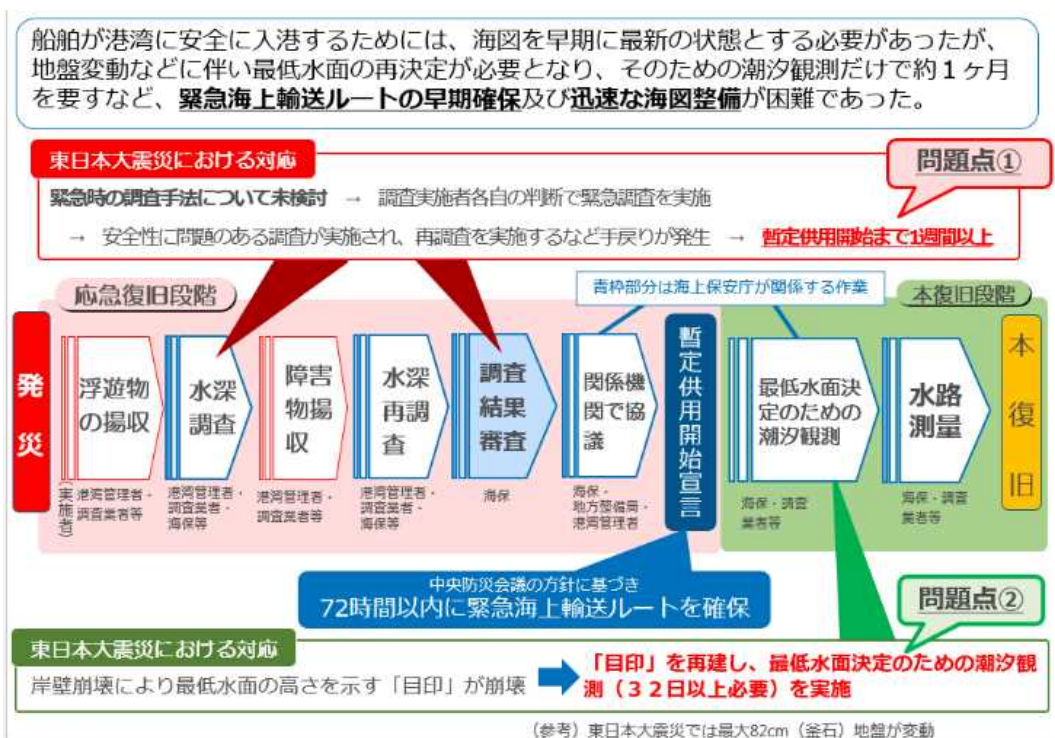 船舶が港湾に安全に入港するためには、海図を早期に最新の状態とする必要があったが、
地盤変動などに伴い最低水面の再決定が必要となり、そのための潮汐観測だけで約１ヶ月
を要すなど、緊急海上輸送ルートの早期確保及び迅速な海図整備が困難であった。
東日本大震災における対応
問題点①
緊急時の調査手法について未検討 → 調査実施者各自の判断で緊急調査を実施
→ 安全性に問題のある調査が実施され、再調査を実施するなど手戻りが発生 → 暫定供用開始まで1週間以上
応急復旧段階
青枠部分は海上保安庁が関係する作業
本復旧段階
発災
浮遊物
の揚収
水深
調査
障害
物揚
収
水深
再調
査
調査
結果
審査
関係機
関で協
議
暫定供用開始宣言
最低水面決
定のための
潮汐観測
水路
測量
本復旧
(実施者)
港湾管理者・
調査業者等
港湾管理者・
調査業者・
海保等
港湾管理者・
調査業者等
港湾管理者・
調査業者・
海保等
海保
海保・
地方整備局・
港湾管理者
海保・調査
業者等
海保・調査
業者等
中央防災会議の方針に基づき
72時間以内に緊急海上輸送ルートを確保
問題点②
東日本大震災における対応
岸壁崩壊により最低水面の高さを示す「目印」が崩壊
「目印」を再建し、最低水面決定のための潮汐観
測（３２日以上必要）を実施
（参考）東日本大震災では最大82cm（釜石）地盤が変動